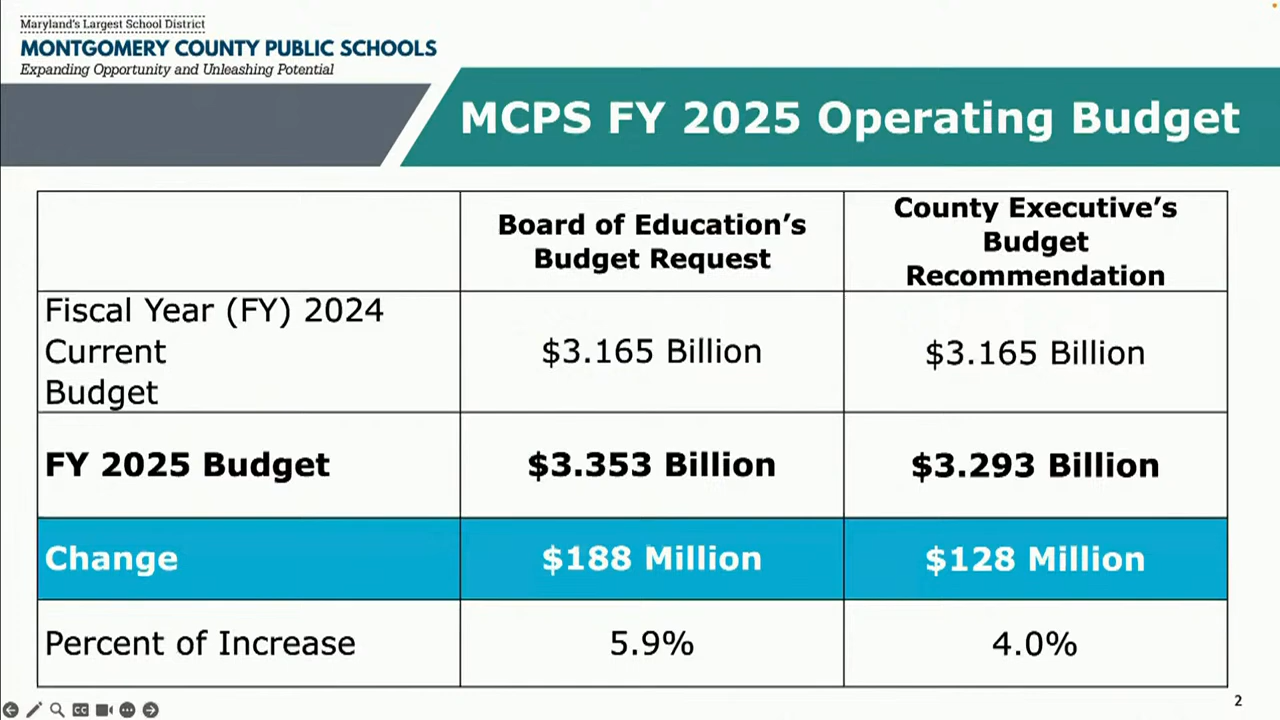 Maryland's Largest School District
MONTGOMERY COUNTY PUBLIC SCHOOLS
Expanding Opportunity and Unleashing Potential
MCPS FY 2025 Operating Budget
Board of Education's
Budget Request
County Executive's
Budget
Recommendation
Fiscal Year (FY) 2024
Current
Budget
$3.165 Billion
$3.165 Billion
FY 2025 Budget
$3.353 Billion
$3.293 Billion
Change
$188 Million
$128 Million
Percent of Increase
5.9%
4.0%
CC
2